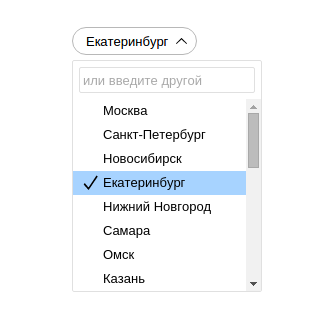 Екатеринбург
или введите другой
Москва
Санкт-Петербург
Новосибирск
Екатеринбург
Нижний Новгород
Самара
Омск
Казань